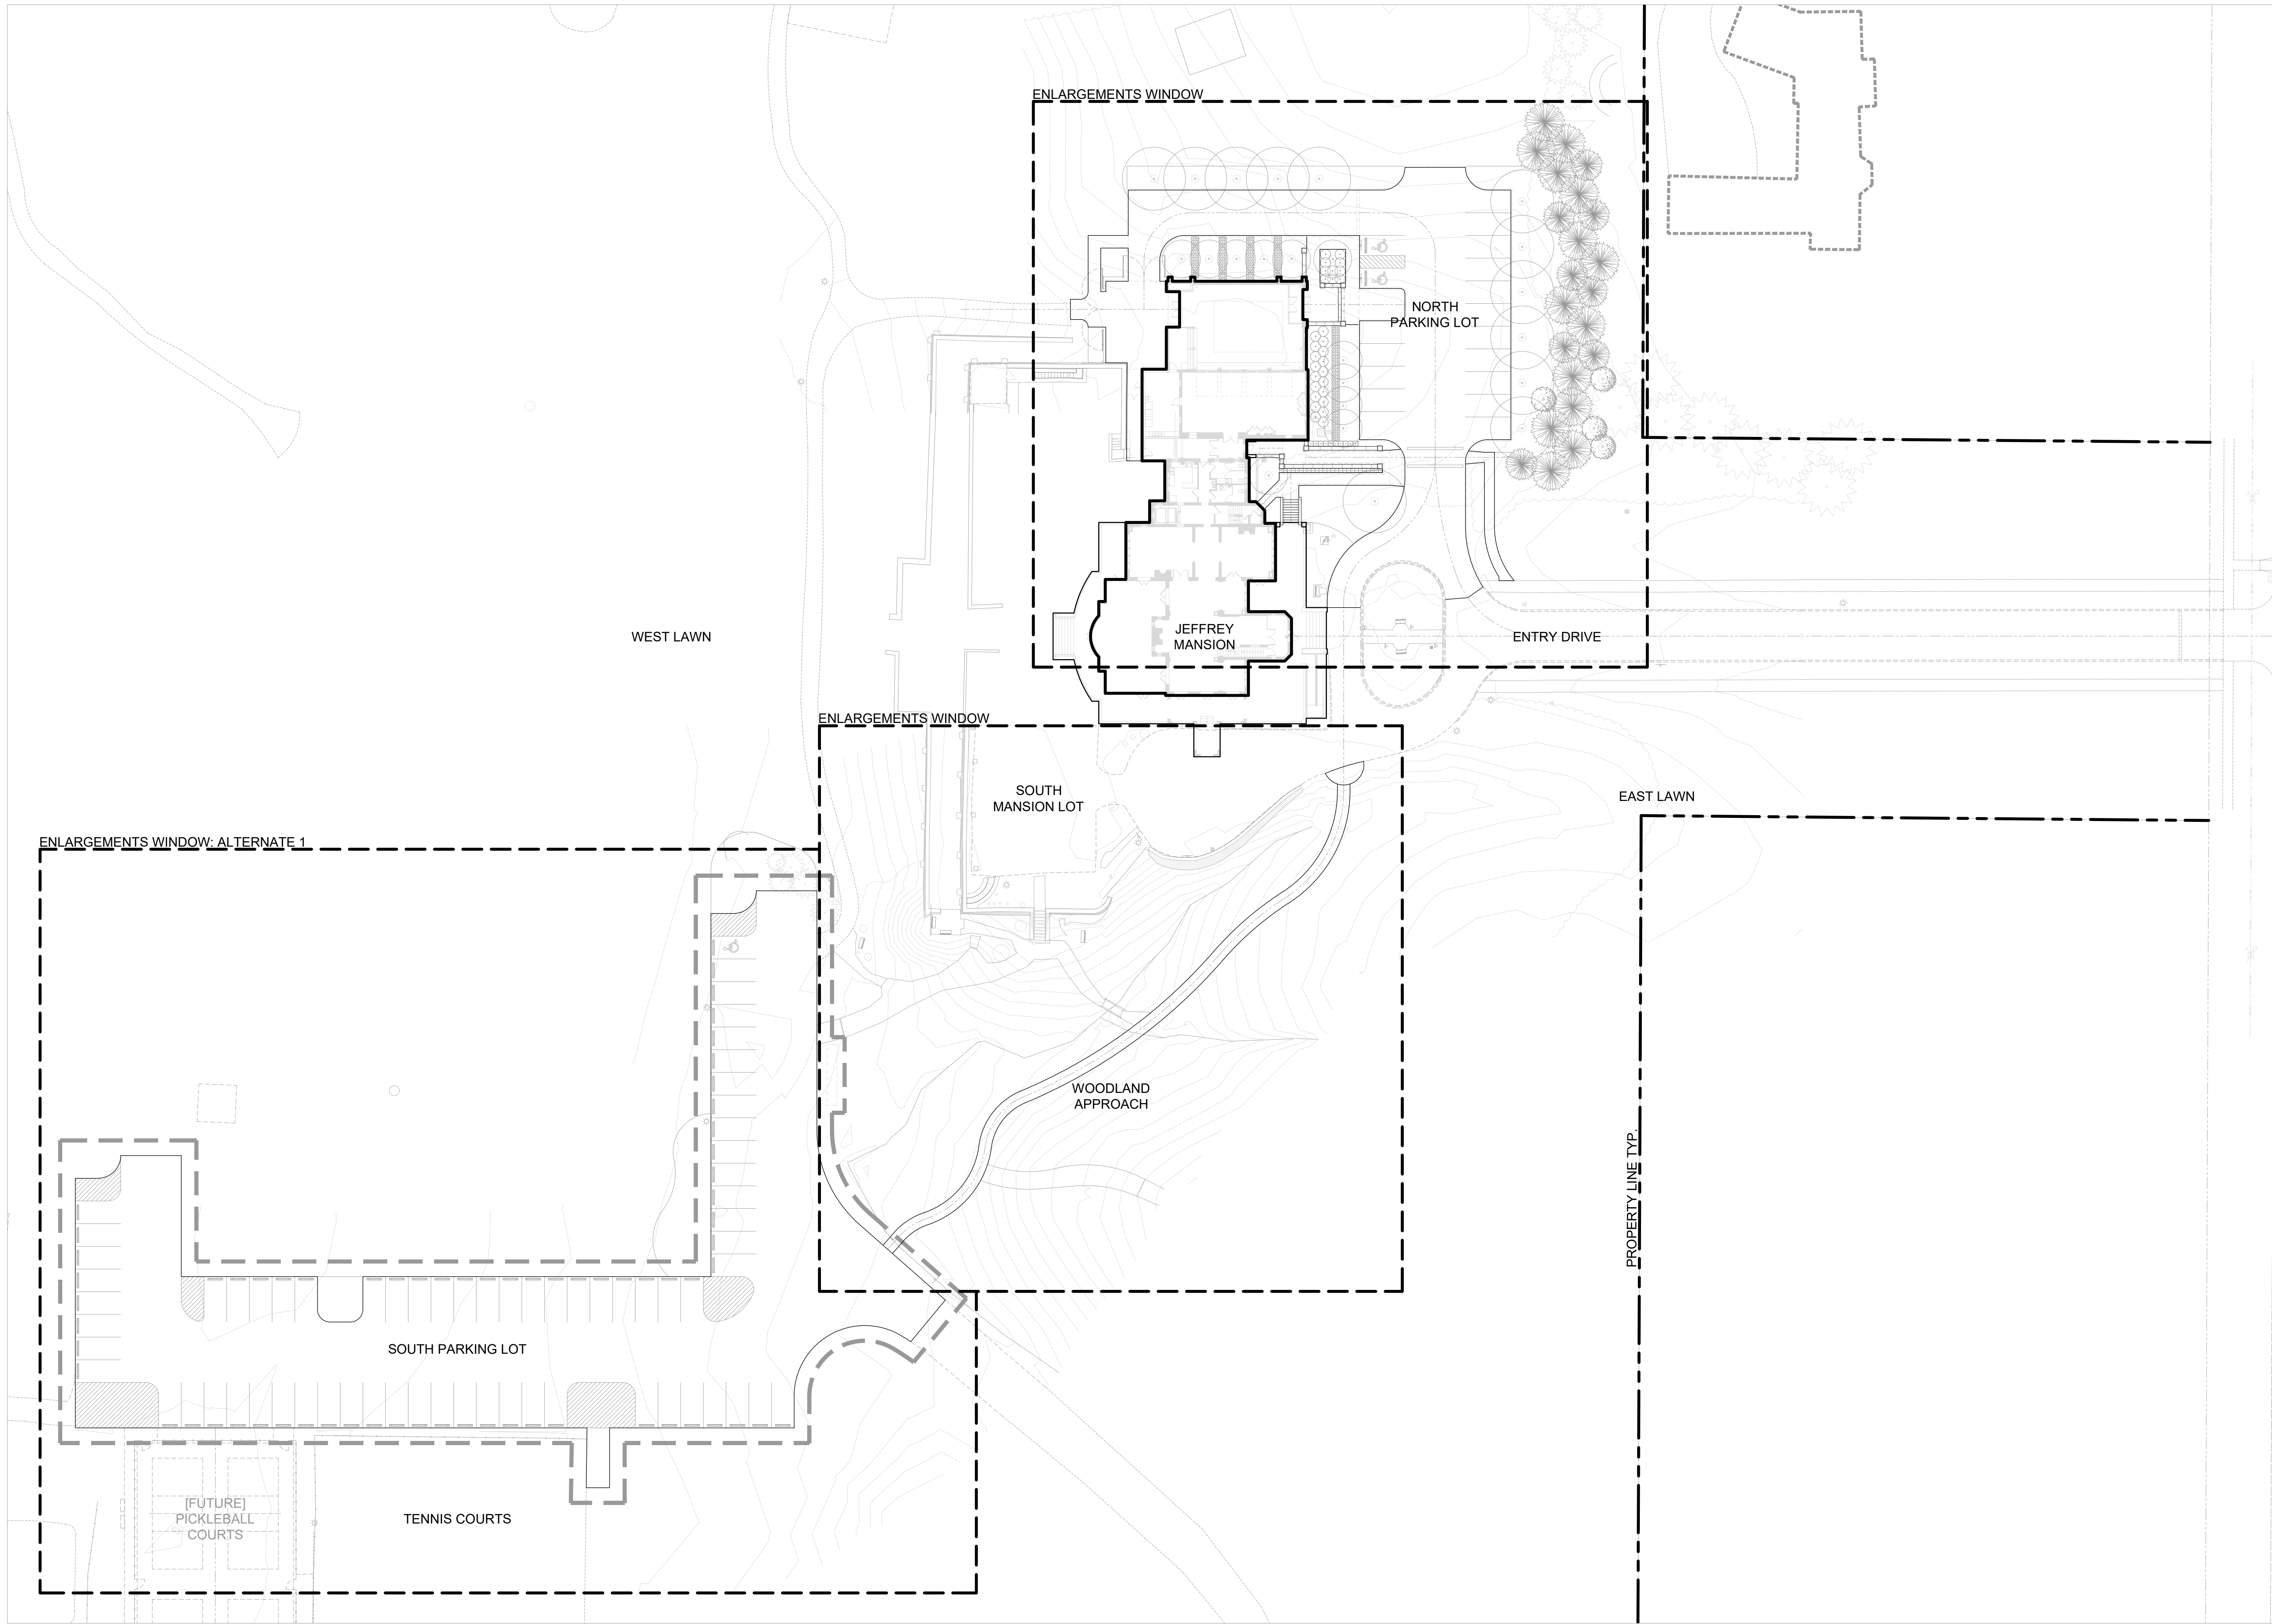 ENLARGEMENTS WINDOW
NORTH
PARKING LOT
WEST LAWN
JEFFREY
MANSION
ENTRY DRIVE
ENLARGEMENTS WINDOW
SOUTH
MANSION LOT
EAST LAWN
ENLARGEMENTS WINDOW: ALTERNATE 1
WOODLAND
APPROACH
PROPERTY LINE TYP.
SOUTH PARKING LOT
[FUTURE]
PICKLEBALL
COURTS
TENNIS COURTS